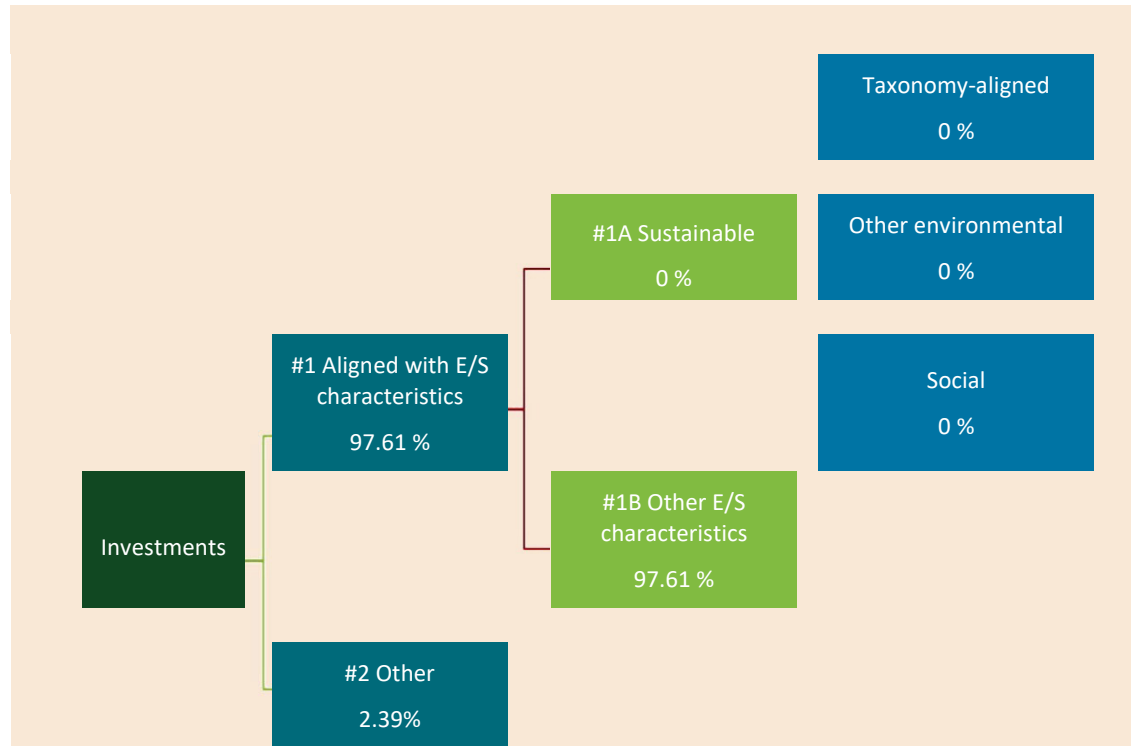 Taxonomy-aligned
0 %
#1A Sustainable
0 %
Other environmental
0 %
#1 Aligned with E/S
characteristics
97.61 %
Social
0 %
Investments
#1B Other E/S
characteristics
97.61 %
#2 Other
2.39%